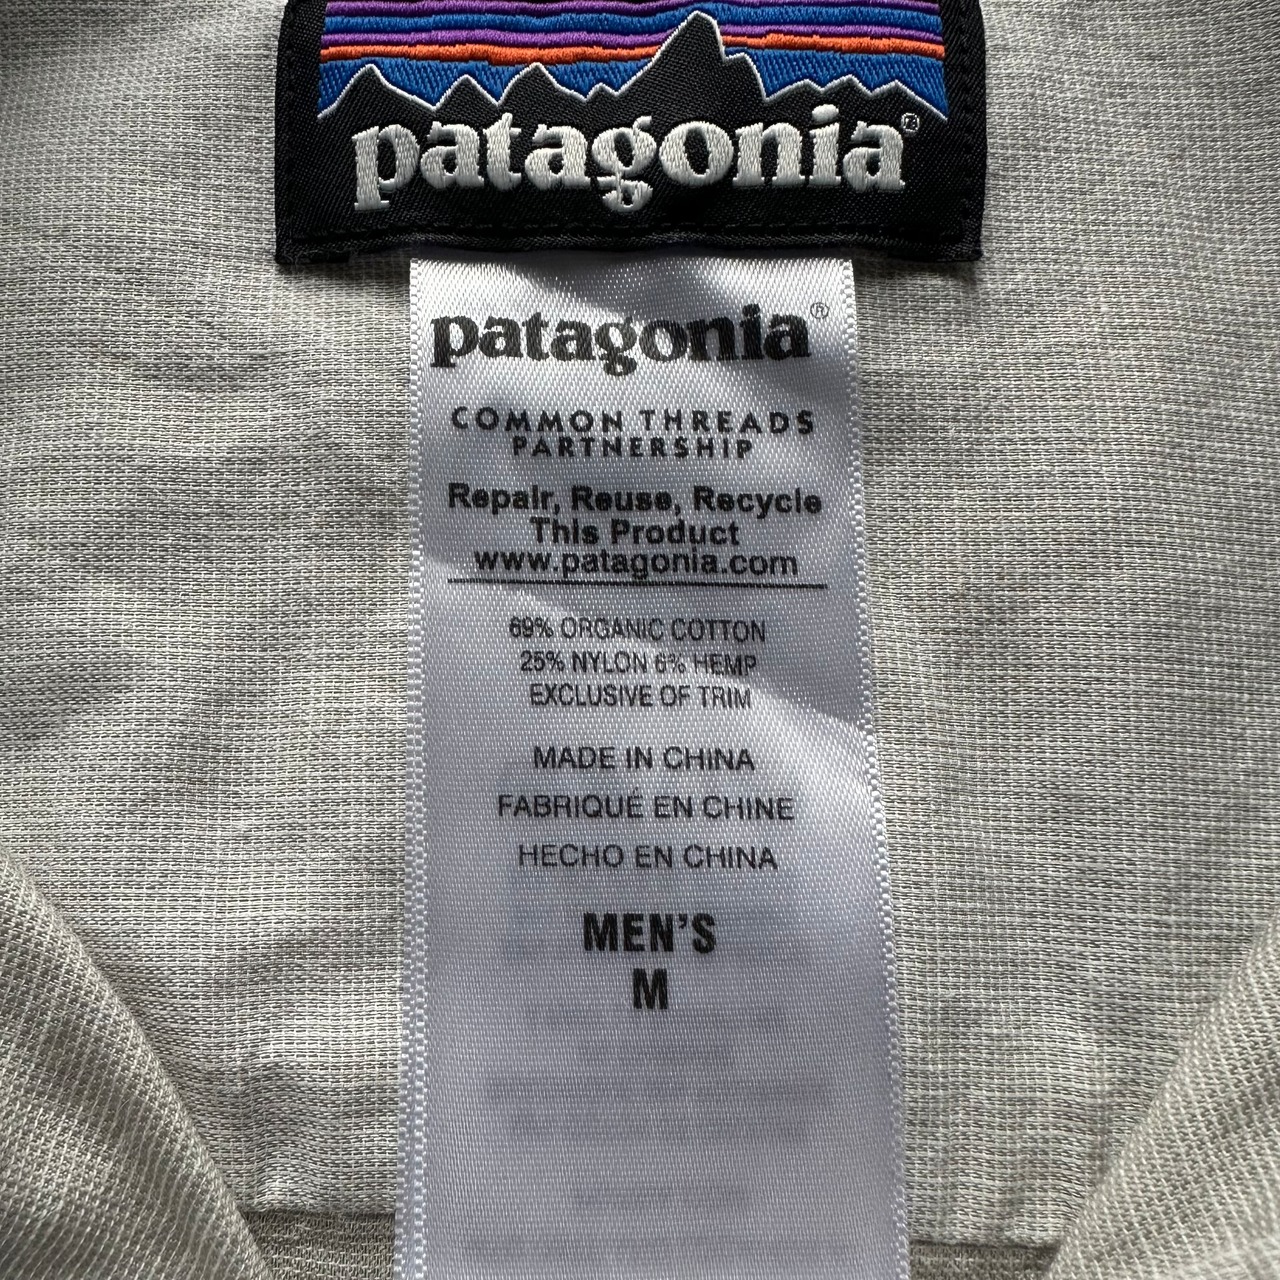 patagonia®
patagonia®
COMMON THREADS
PARTNERSHIP
Repair, Reuse, Recycle
This Product
www.patagonia.com
69% ORGANIC COTTON
25% NYLON 6% HEMP
EXCLUSIVE OF TRIM
MADE IN CHINA
FABRIQUÉ EN CHINE
HECHO EN CHINA
MEN'S
M